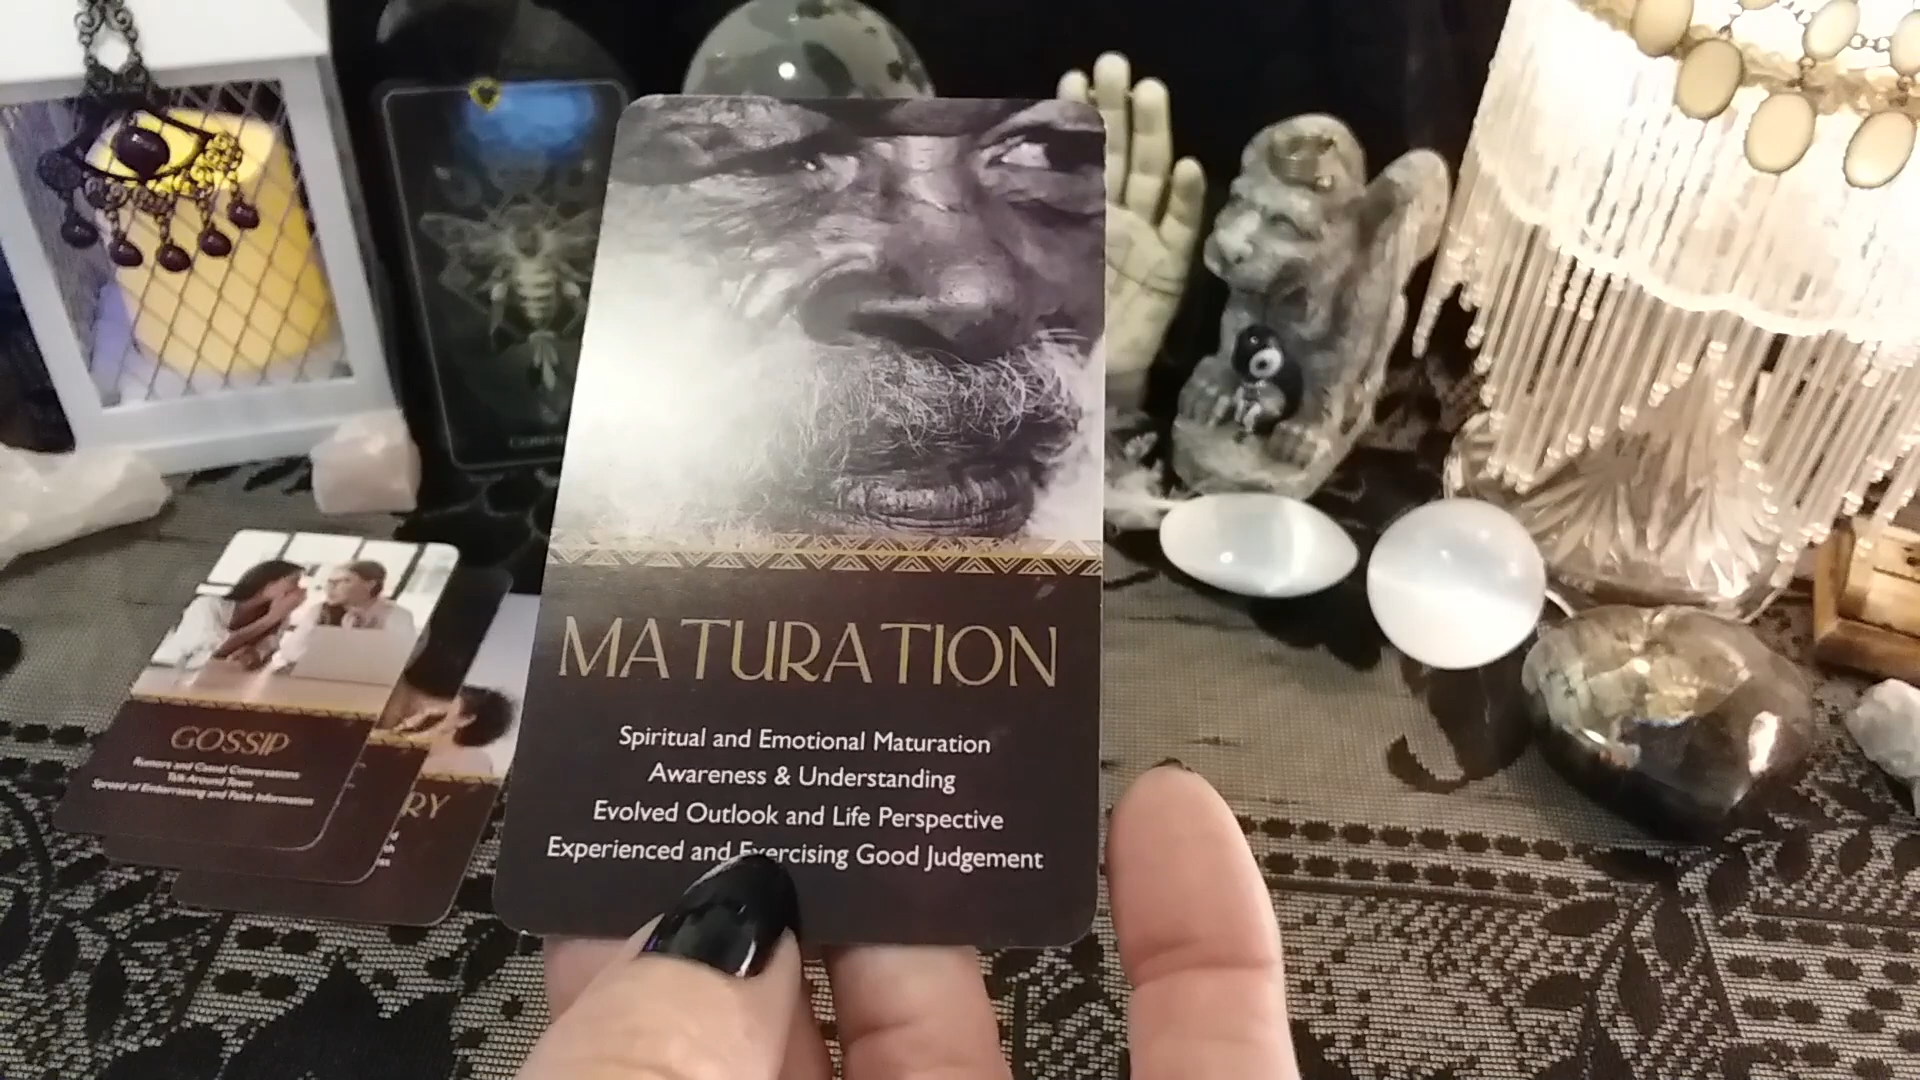 MATURATION
Spiritual and Emotional Maturation
Awareness & Understanding
Evolved Outlook and Life Perspective
Experienced and Exercising Good Judgement
GOSSIP
Rumors and Casual Conversations
Talk Around Town
Spread of Embarrassing and False Information
RY